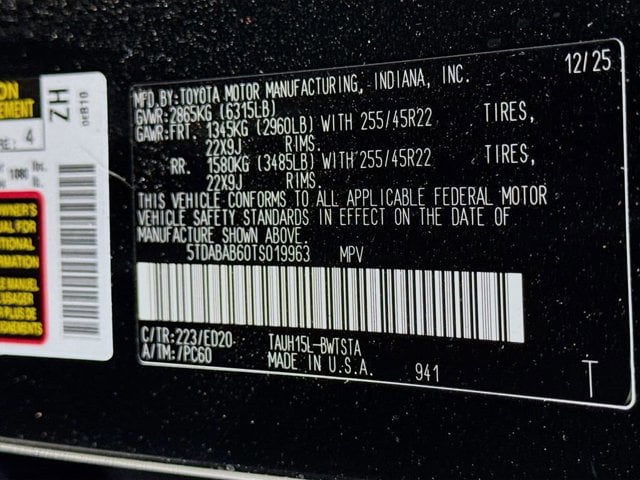 12/25
MFD.BY:TOYOTA MOTOR MANUFACTURING, INDIANA, INC.
GVWR:2865KG (6315LB)
GAWR:FRT. 1345KG (2960LB) WITH 255/45R22 TIRES,
22X9J RIMS.
RR. 1580KG (3485LB) WITH 255/45R22 TIRES,
22X9J RIMS.
THIS VEHICLE CONFORMS TO ALL APPLICABLE FEDERAL MOTOR
VEHICLE SAFETY STANDARDS IN EFFECT ON THE DATE OF
MANUFACTURE SHOWN ABOVE.
5TDABAB60TS019963 MPV
C/TR:223/ED20 TAUH15L-BWTSTA
A/TM:/PC60 MADE IN U.S.A. 941
T
ZH
4